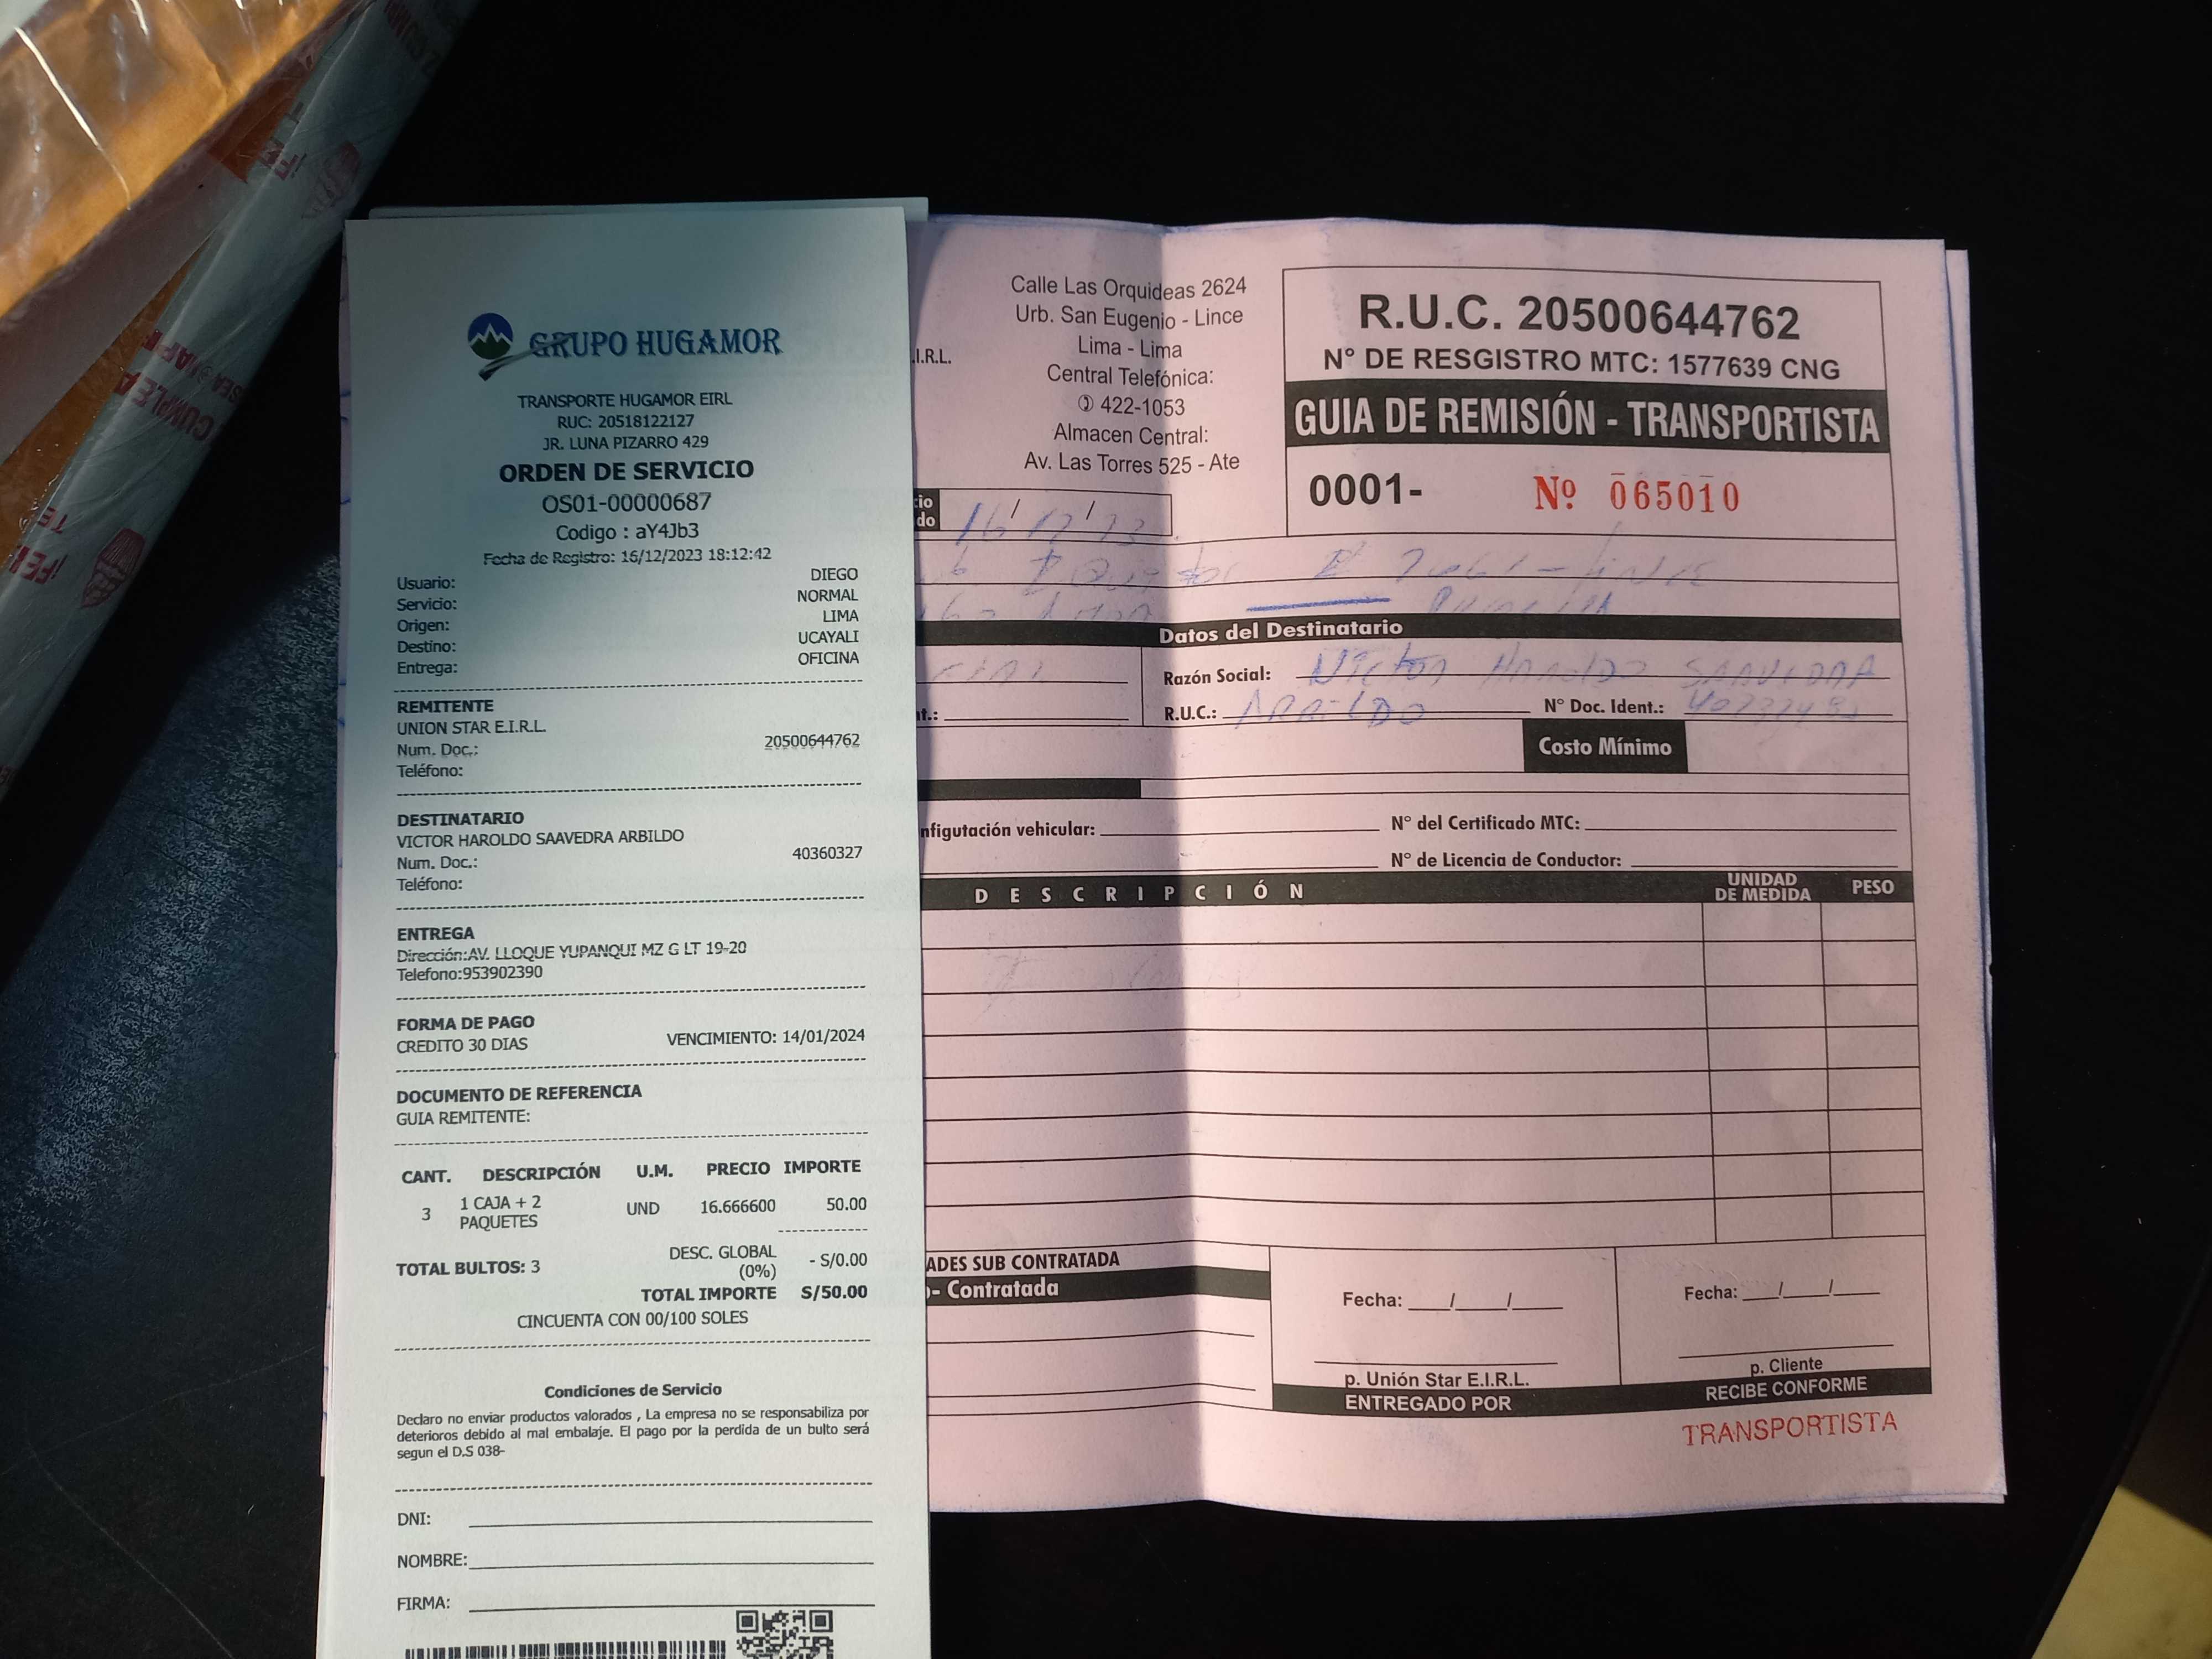 GRUPO HUGAMOR
TRANSPORTE HUGAMOR EIRL
RUC: 20518122127
JR. LUNA PIZARRO 429
ORDEN DE SERVICIO
OS01-00000687
Codigo : aY4Jb3
Fecha de Registro: 16/12/2023 18:12:42
Usuario: DIEGO
Servicio: NORMAL
Origen: LIMA
Destino: UCAYALI
Entrega: OFICINA
REMITENTE
UNION STAR E.I.R.L.
Num. Doc.: 20500644762
Teléfono:
DESTINATARIO
VICTOR HAROLDO SAAVEDRA ARBILDO
Num. Doc.: 40360327
Teléfono:
ENTREGA
Dirección:AV. LLOQUE YUPANQUI MZ G LT 19-20
Telefono:953902390
FORMA DE PAGO
CREDITO 30 DIAS VENCIMIENTO: 14/01/2024
DOCUMENTO DE REFERENCIA
GUIA REMITENTE:
CANT. DESCRIPCIÓN U.M. PRECIO IMPORTE
3 1 CAJA + 2 PAQUETES UND 16.666600 50.00
TOTAL BULTOS: 3 DESC. GLOBAL (0%) - S/0.00
TOTAL IMPORTE S/50.00
CINCUENTA CON 00/100 SOLES
Condiciones de Servicio
Declaro no enviar productos valorados , La empresa no se responsabiliza por
deterioros debido al mal embalaje. El pago por la perdida de un bulto será
segun el D.S 038-
DNI:
NOMBRE:
FIRMA:
.I.R.L.
Calle Las Orquideas 2624
Urb. San Eugenio - Lince
Lima - Lima
Central Telefónica:
422-1053
Almacen Central:
Av. Las Torres 525 - Ate
R.U.C. 20500644762
N° DE RESGISTRO MTC: 1577639 CNG
GUIA DE REMISIÓN - TRANSPORTISTA
0001- Nº 065010
Datos del Destinatario
Razón Social: Victor Haroldo SAAVEDRA
R.U.C.: N° Doc. Ident.:
Costo Mínimo
nfigutación vehicular: N° del Certificado MTC:
N° de Licencia de Conductor:
DESCRIPCIÓN UNIDAD DE MEDIDA PESO
ADES SUB CONTRATADA
- Contratada
Fecha: / /
p. Unión Star E.I.R.L.
ENTREGADO POR
Fecha: / /
p. Cliente
RECIBE CONFORME
TRANSPORTISTA